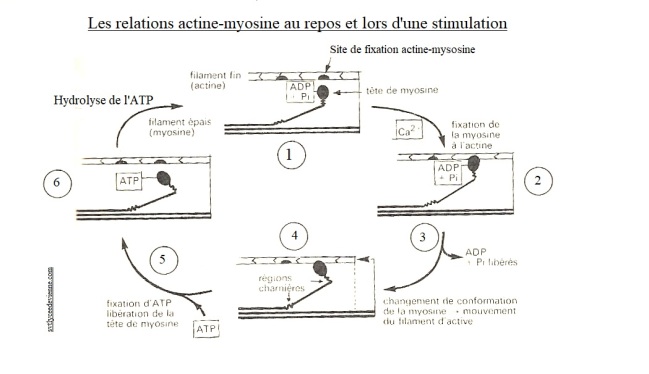 Les relations actine-myosine au repos et lors d'une stimulation
Site de fixation actine-mysosine
filament fin
(actine)
ADP
+ Pi
tête de myosine
Hydrolyse de l'ATP
filament épais
(myosine)
1
Ca2+
fixation de
la myosine
à l'actine
6
ATP
ADP
+ Pi
2
4
3
5
ADP
+ Pi libérés
régions
charnières
fixation d'ATP
libération de la
tête de myosine
ATP
changement de conformation
de la myosine → mouvement
du filament d'active